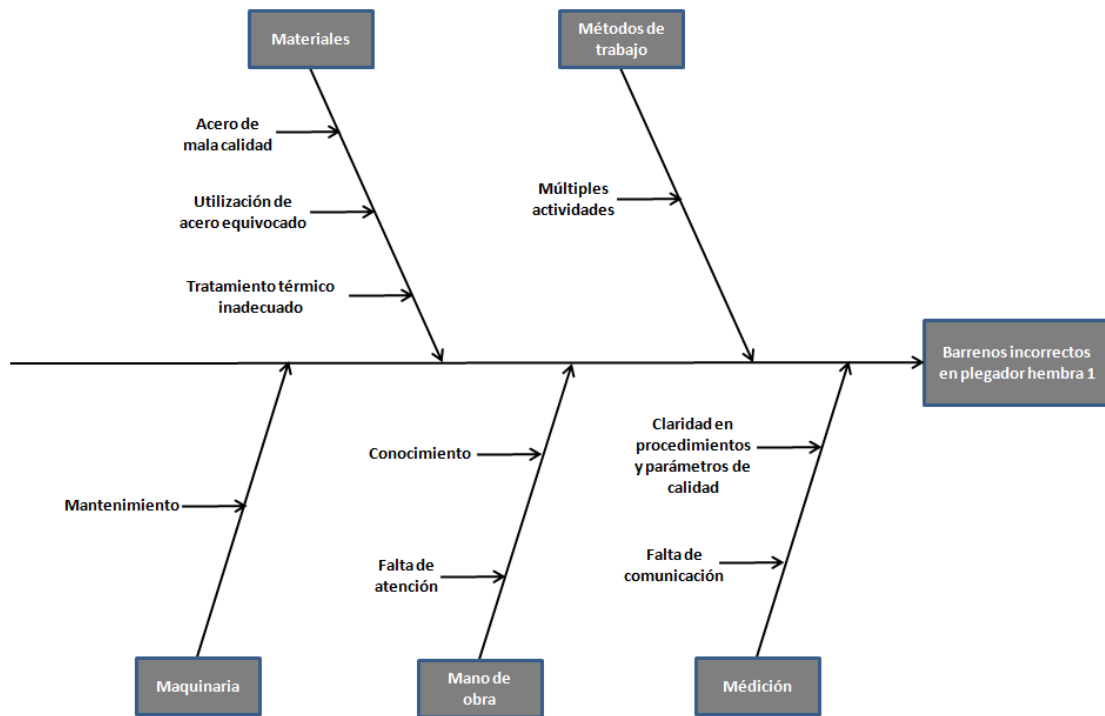 Materiales
Métodos de
trabajo
Acero de
mala calidad
Utilización de
acero equivocado
Tratamiento térmico
inadecuado
Múltiples
actividades
Barrenos incorrectos
en plegador hembra 1
Mantenimiento
Conocimiento
Falta de
atención
Claridad en
procedimientos
y parámetros de
calidad
Falta de
comunicación
Maquinaria
Mano de
obra
Médición